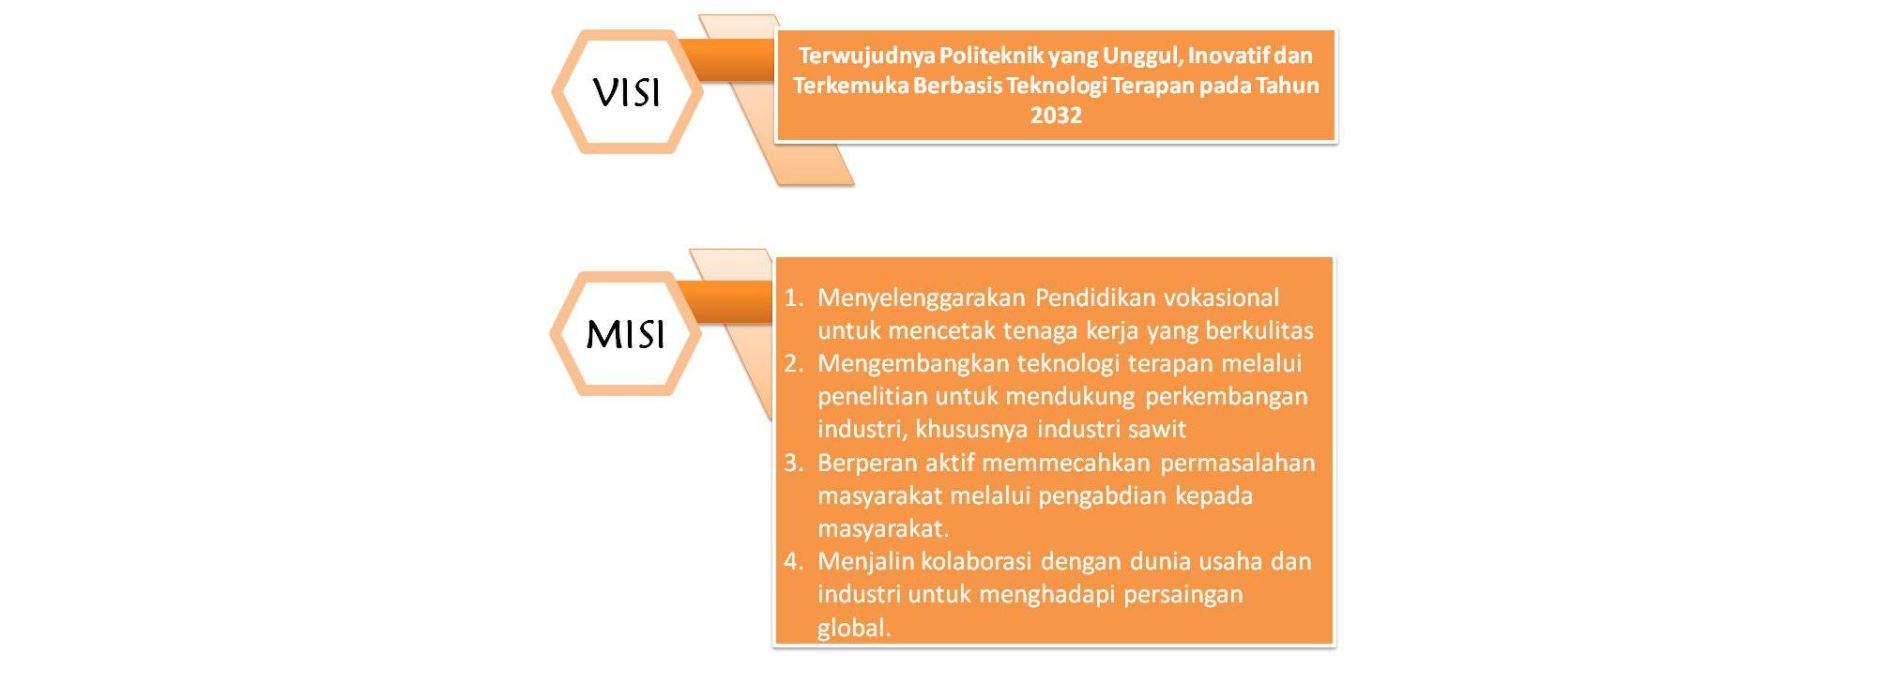 VISI
Terwujudnya Politeknik yang Unggul, Inovatif dan
Terkemuka Berbasis Teknologi Terapan pada Tahun
2032
MISI
1. Menyelenggarakan Pendidikan vokasional
untuk mencetak tenaga kerja yang berkulitas
2. Mengembangkan teknologi terapan melalui
penelitian untuk mendukung perkembangan
industri, khususnya industri sawit
3. Berperan aktif memmecahkan permasalahan
masyarakat melalui pengabdian kepada
masyarakat.
4. Menjalin kolaborasi dengan dunia usaha dan
industri untuk menghadapi persaingan
global.